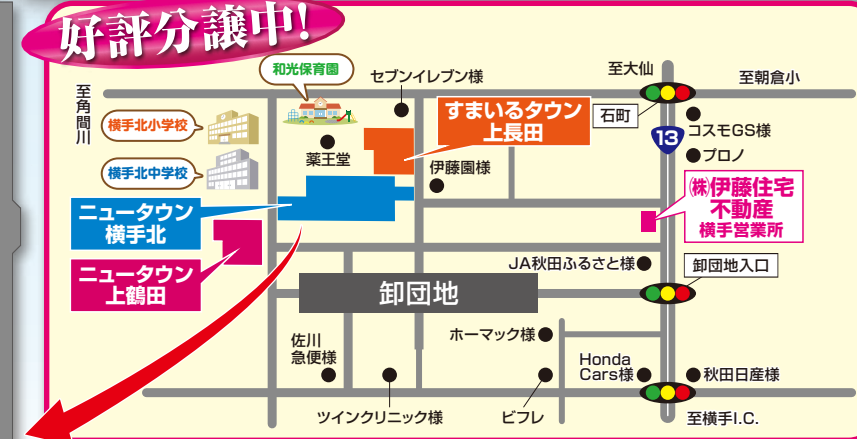 好評分譲中!
和光保育園
セブンイレブン様
至大仙
至朝倉小
至角間川
横手北小学校
すまいるタウン
上長田
石町
13
コスモGS様
プロノ
薬王堂
伊藤園様
横手北中学校
㈱伊藤住宅
不動産
横手営業所
ニュータウン
横手北
ニュータウン
上鶴田
JA秋田ふるさと様
卸団地入口
卸団地
ホーマック様
佐川
急便様
Honda
Cars様
秋田日産様
ツインクリニック様
ビフレ
至横手I.C.